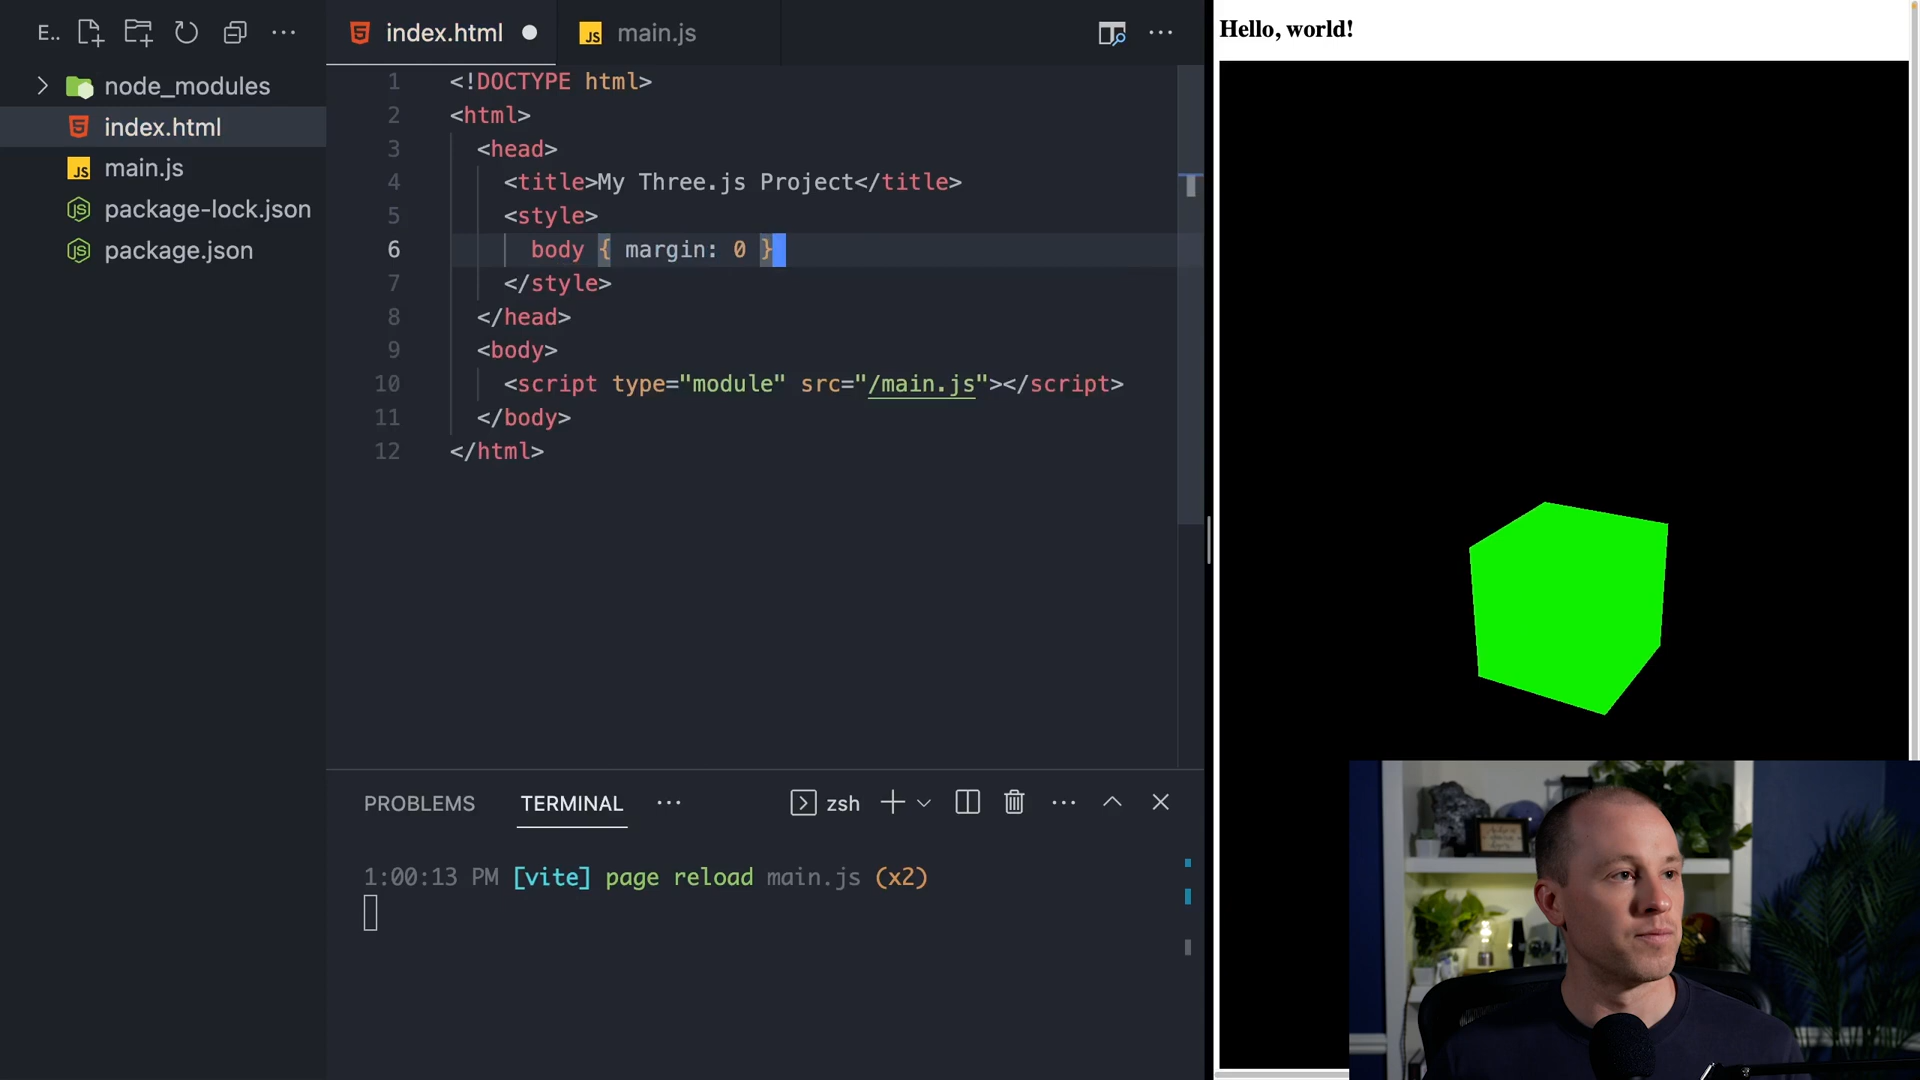 E..
node_modules
index.html
main.js
package-lock.json
package.json
index.html
main.js
1 <!DOCTYPE html>
2 <html>
3 <head>
4 <title>My Three.js Project</title>
5 <style>
6 body { margin: 0 }
7 </style>
8 </head>
9 <body>
10 <script type="module" src="/main.js"></script>
11 </body>
12 </html>
PROBLEMS TERMINAL
zsh
1:00:13 PM [vite] page reload main.js (x2)
Hello, world!